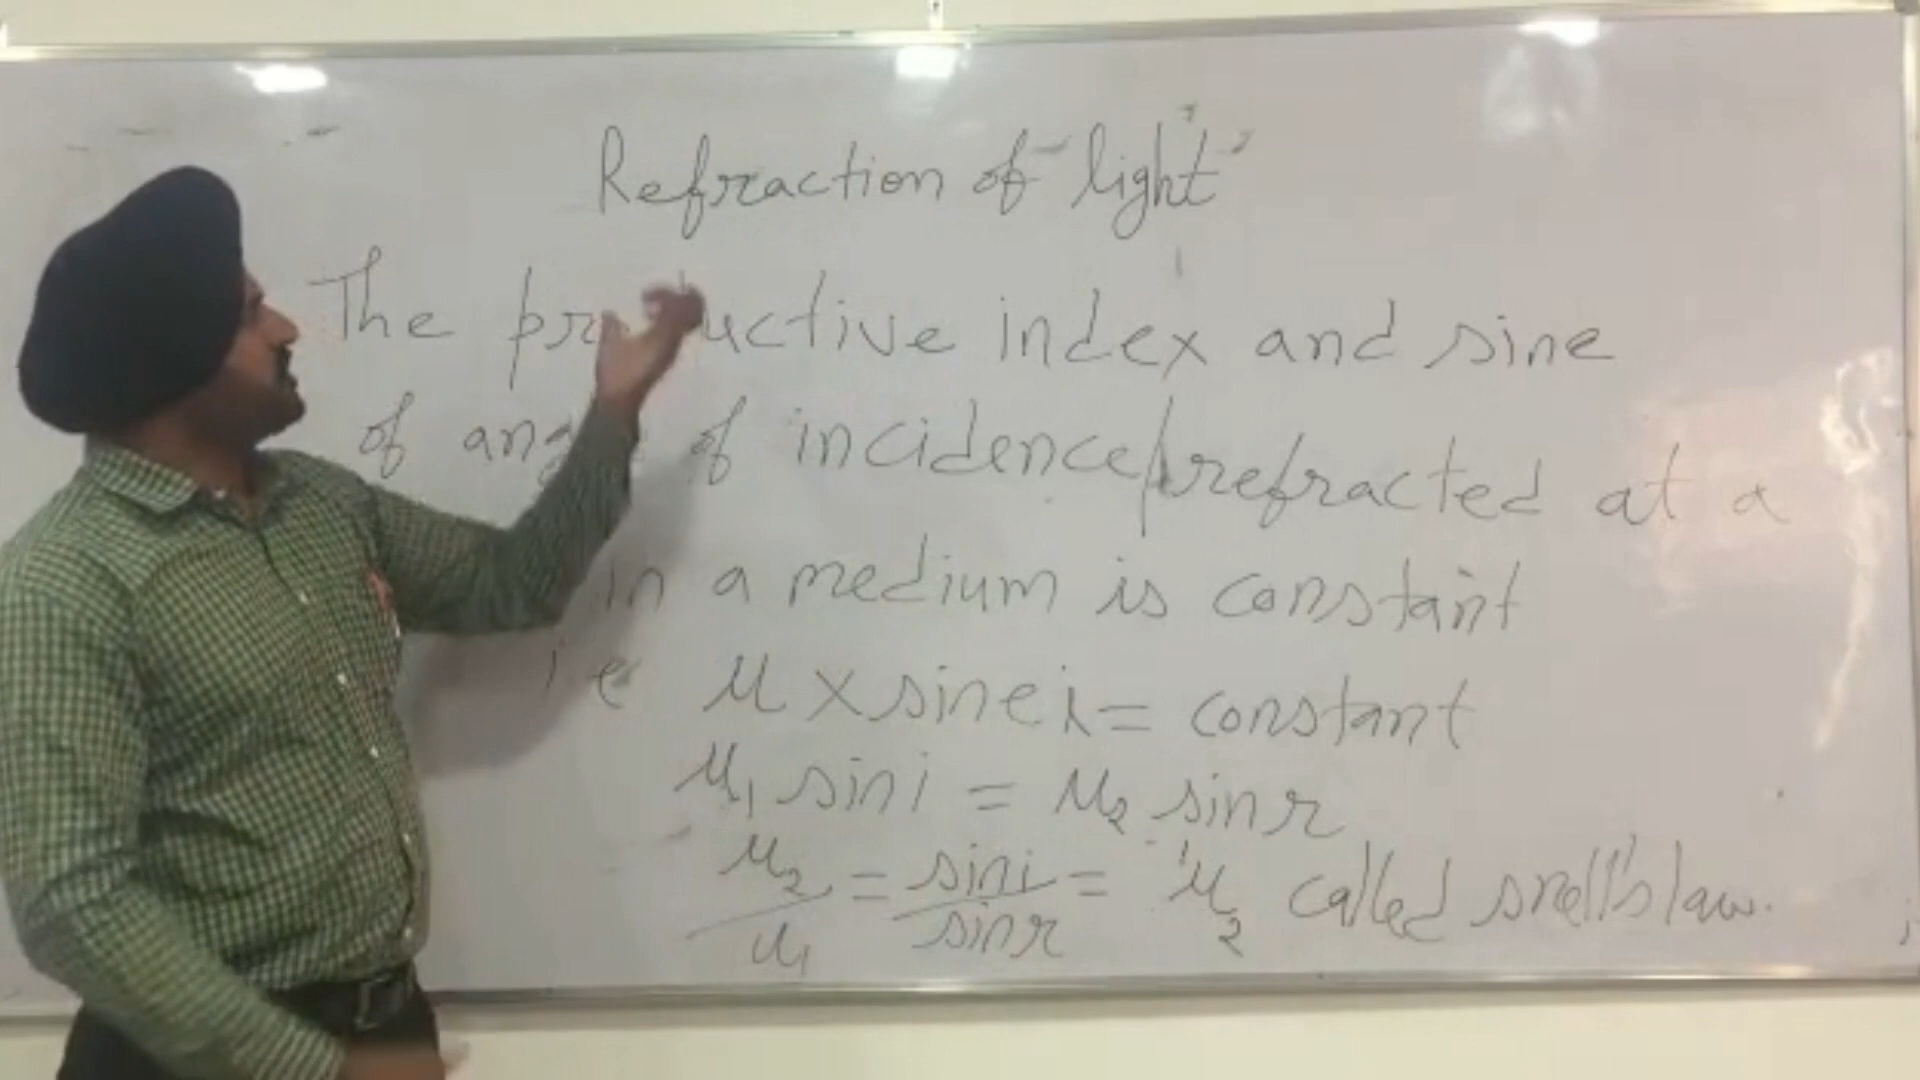 Refraction of "light"
The productive index and sine
of angle of incidence/refracted at a
in a medium is constant
i.e μ × sine i = constant
μ₁ sin i = μ₂ sin r
μ₂/μ₁ = sin i/sin r = ¹μ₂ called snell's law.